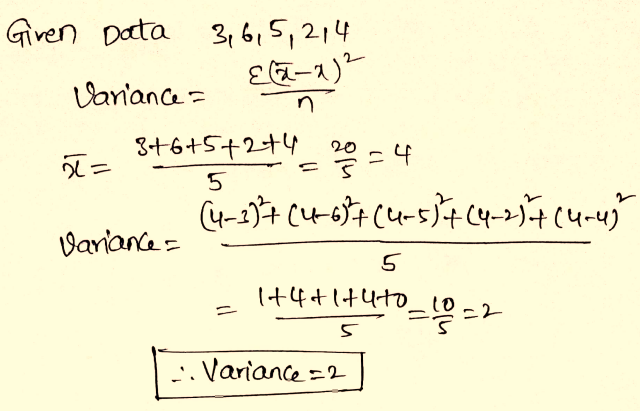 Given Data 3,6,5,2,4
Variance = Ɛ(x̄-x)²/n
x̄ = (3+6+5+2+4)/5 = 20/5 = 4
Variance = ((4-3)²+(4-6)²+(4-5)²+(4-2)²+(4-4)²)/5
= (1+4+1+4+0)/5 = 10/5 = 2
∴ Variance = 2